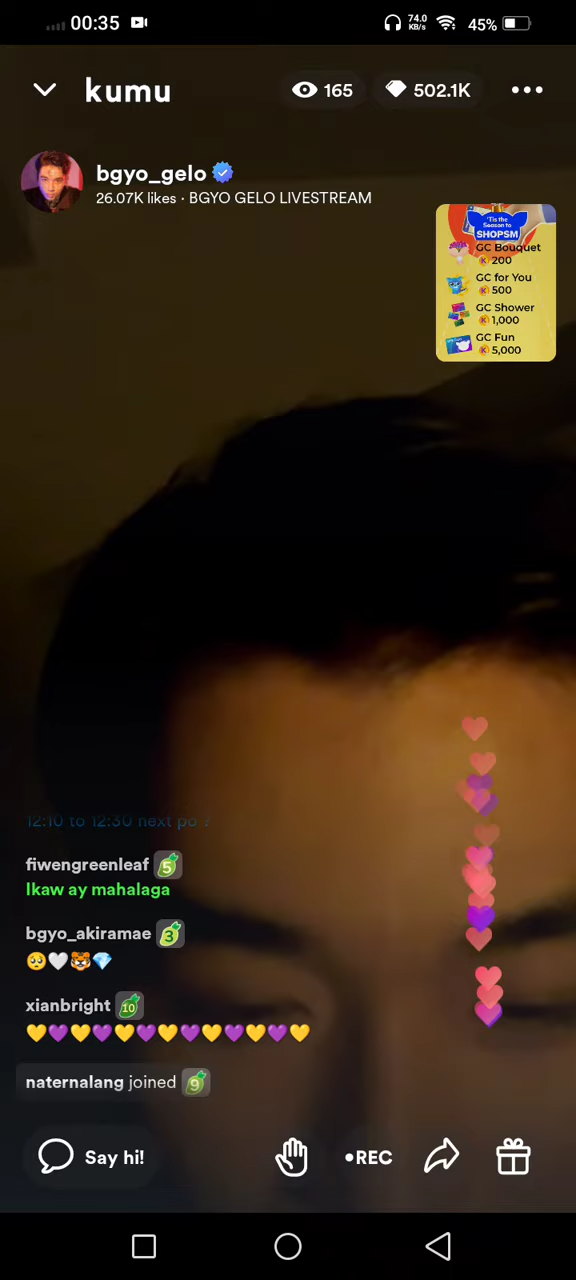 00:35
74.0
KB/s
45%
kumu
165
502.1K
bgyo_gelo
26.07K likes · BGYO GELO LIVESTREAM
'Tis the
Season to
SHOPSM
GC Bouquet
200
GC for You
500
GC Shower
1,000
GC Fun
5,000
12:10 to 12:30 next po ?
fiwengreenleaf 5
Ikaw ay mahalaga
bgyo_akiramae 3
🥺🤍🐯💎
xianbright 10
💛💜💛💜💛💜💛💜💛💜💛💜💛
naternalang joined 9
Say hi!
•REC